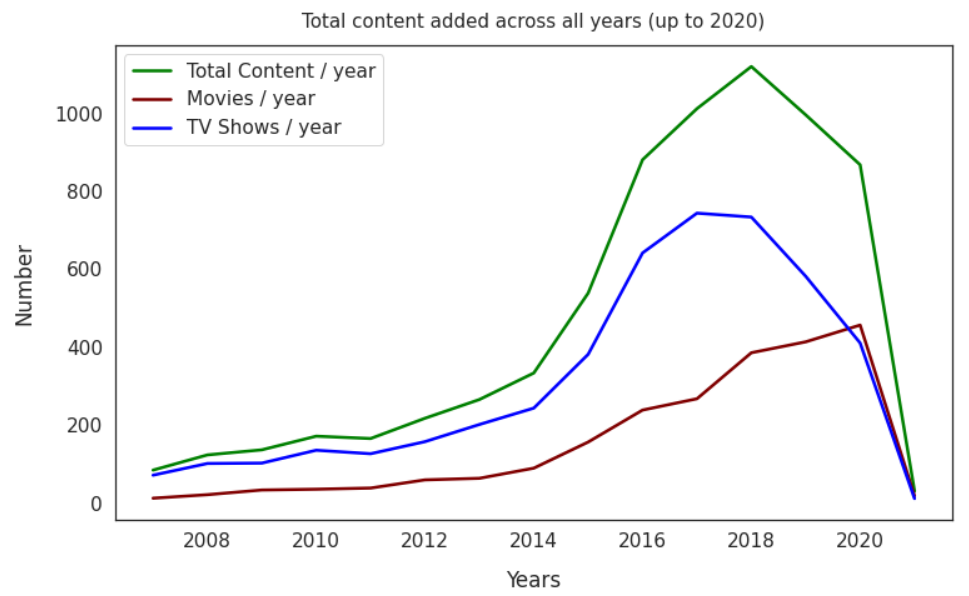 Total content added across all years (up to 2020)
Total Content / year
Movies / year
TV Shows / year
1000
800
600
400
200
0
Number
2008 2010 2012 2014 2016 2018 2020
Years